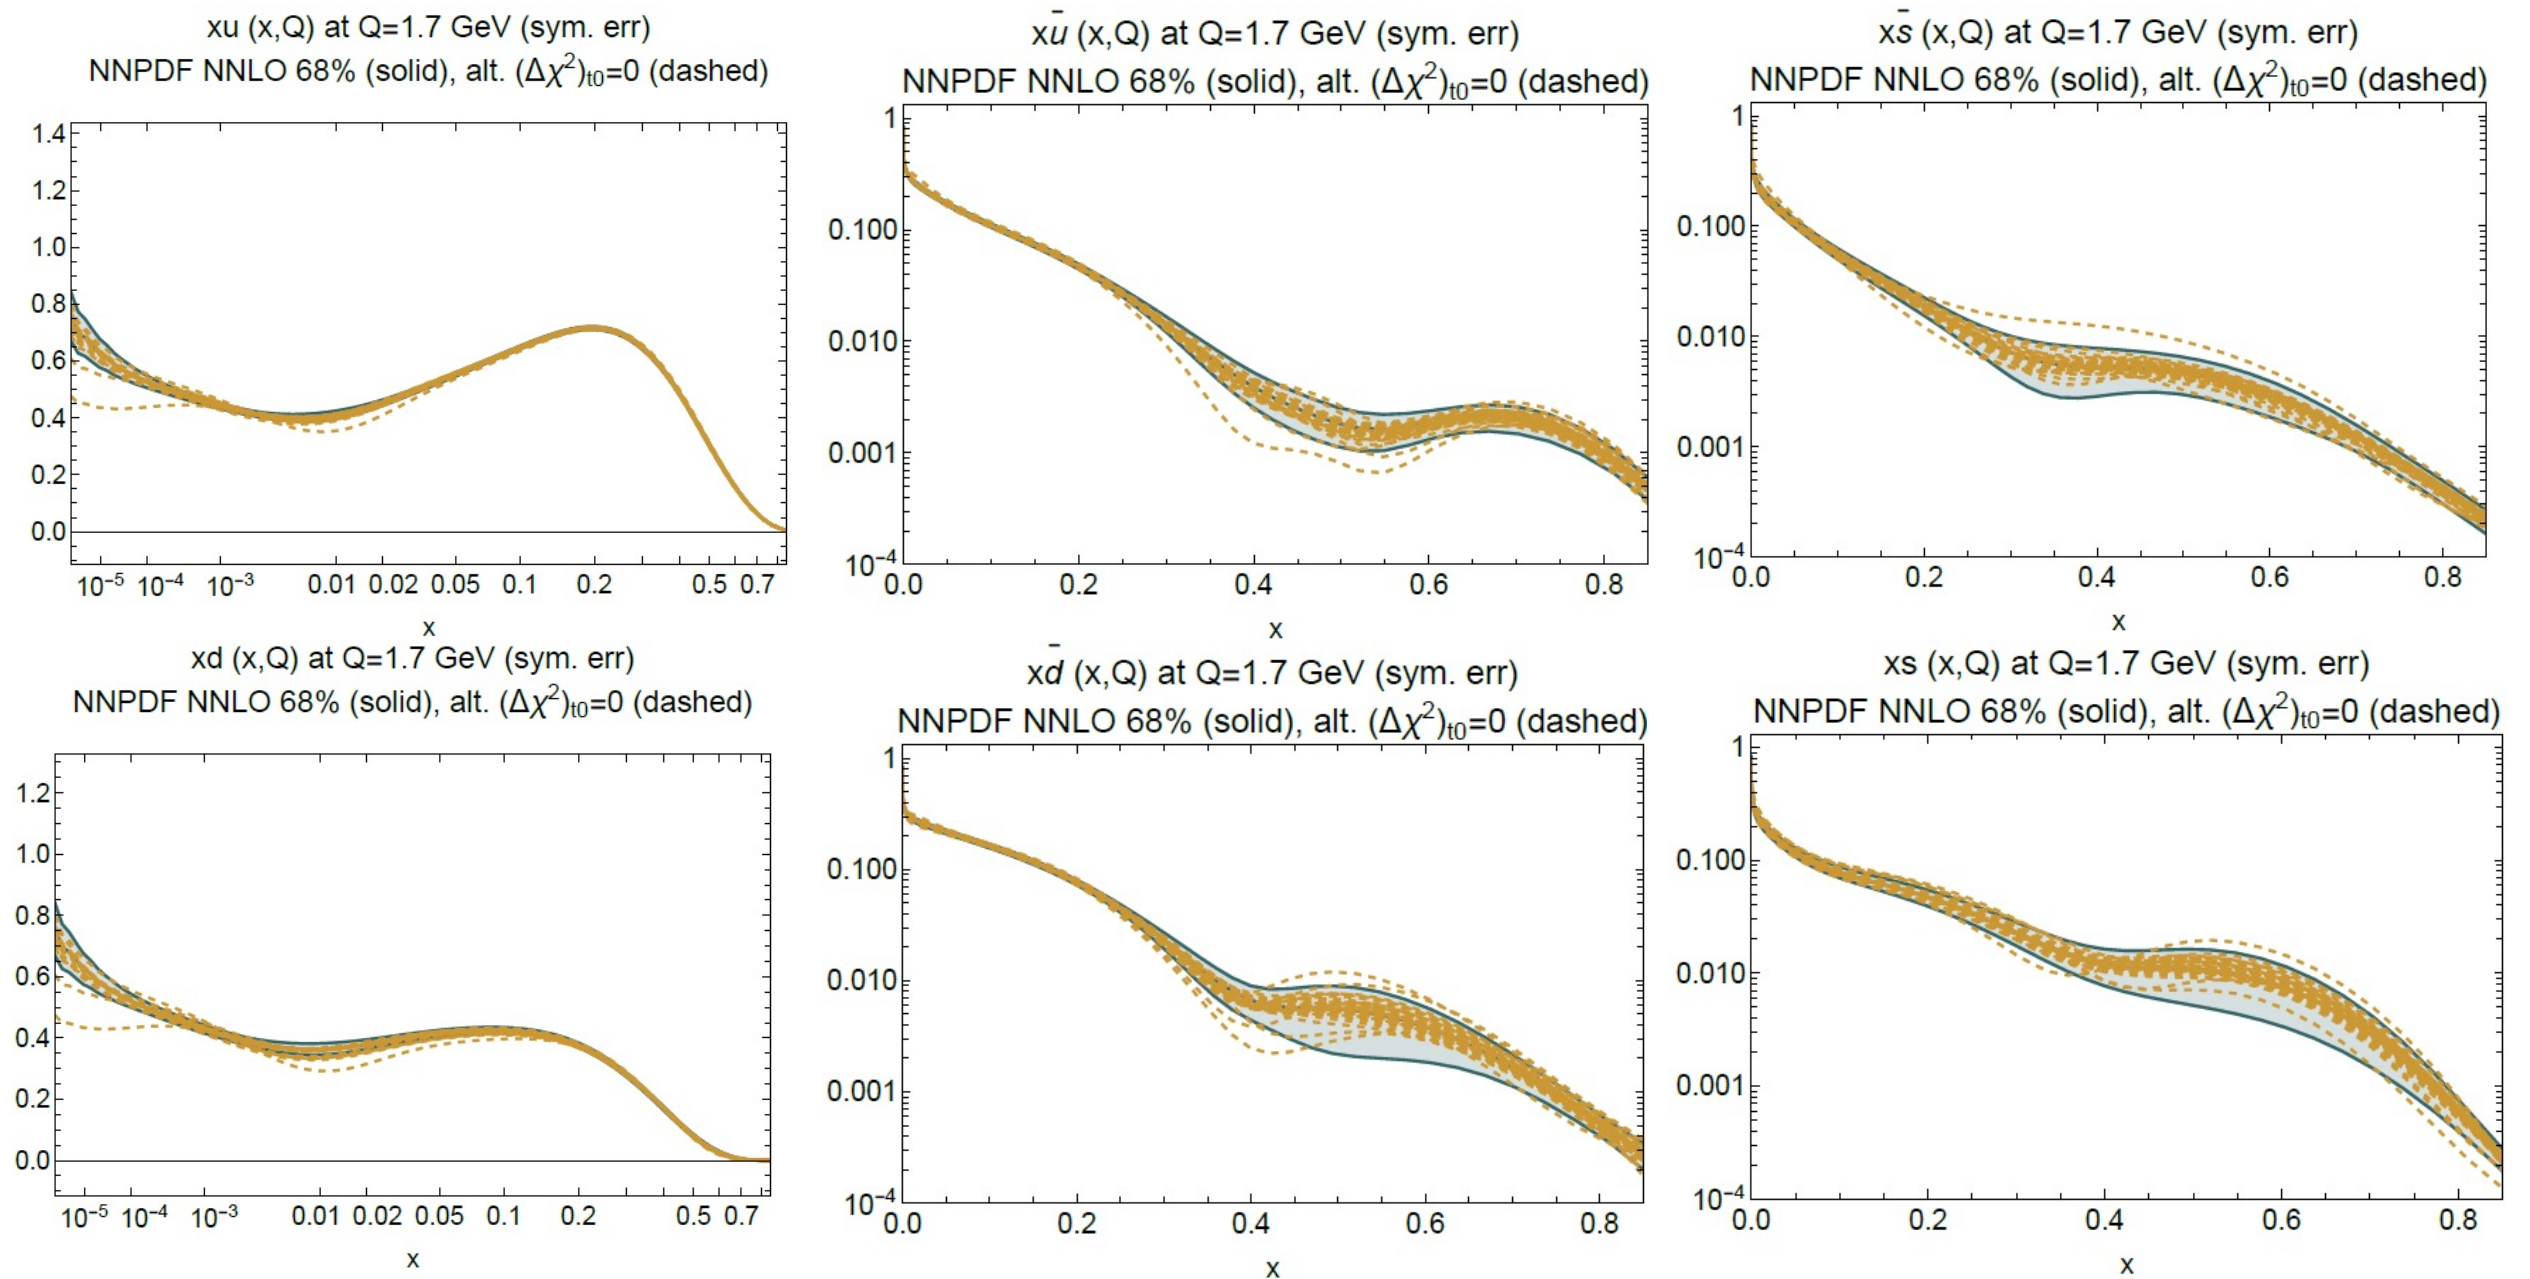 xu (x,Q) at Q=1.7 GeV (sym. err)
NNPDF NNLO 68% (solid), alt. (Δχ²)t0=0 (dashed)
1.4
1.2
1.0
0.8
0.6
0.4
0.2
0.0
10⁻⁵ 10⁻⁴ 10⁻³ 0.01 0.02 0.05 0.1 0.2 0.5 0.7
x
xū (x,Q) at Q=1.7 GeV (sym. err)
NNPDF NNLO 68% (solid), alt. (Δχ²)t0=0 (dashed)
1
0.100
0.010
0.001
10⁻⁴
0.0 0.2 0.4 0.6 0.8
x
xs̄ (x,Q) at Q=1.7 GeV (sym. err)
NNPDF NNLO 68% (solid), alt. (Δχ²)t0=0 (dashed)
1
0.100
0.010
0.001
10⁻⁴
0.0 0.2 0.4 0.6 0.8
x
xd (x,Q) at Q=1.7 GeV (sym. err)
NNPDF NNLO 68% (solid), alt. (Δχ²)t0=0 (dashed)
1.2
1.0
0.8
0.6
0.4
0.2
0.0
10⁻⁵ 10⁻⁴ 10⁻³ 0.01 0.02 0.05 0.1 0.2 0.5 0.7
x
xd̄ (x,Q) at Q=1.7 GeV (sym. err)
NNPDF NNLO 68% (solid), alt. (Δχ²)t0=0 (dashed)
1
0.100
0.010
0.001
10⁻⁴
0.0 0.2 0.4 0.6 0.8
x
xs (x,Q) at Q=1.7 GeV (sym. err)
NNPDF NNLO 68% (solid), alt. (Δχ²)t0=0 (dashed)
1
0.100
0.010
0.001
10⁻⁴
0.0 0.2 0.4 0.6 0.8
x